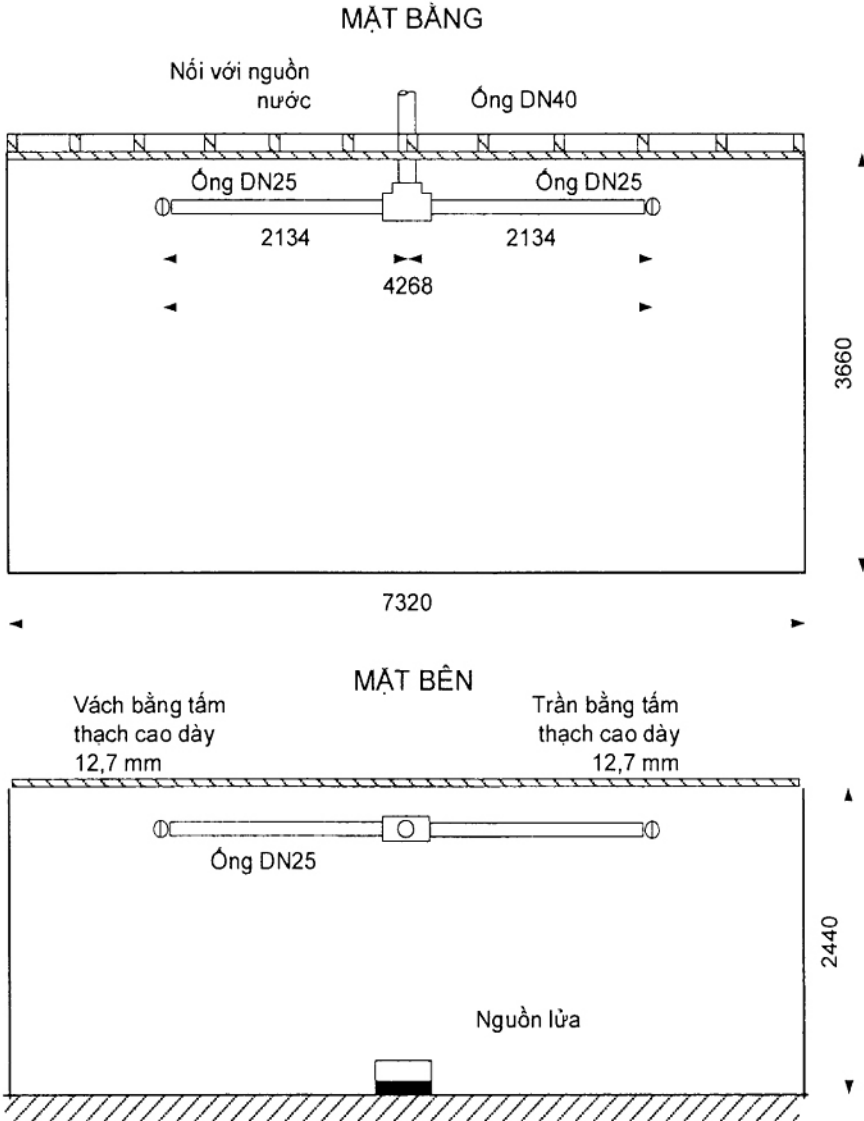 MẶT BẰNG
Nối với nguồn
nước
Ống DN40
Ống DN25
Ống DN25
2134
2134
4268
3660
7320
MẶT BÊN
Vách bằng tấm
thạch cao dày
12,7 mm
Trần bằng tấm
thạch cao dày
12,7 mm
Ống DN25
2440
Nguồn lửa